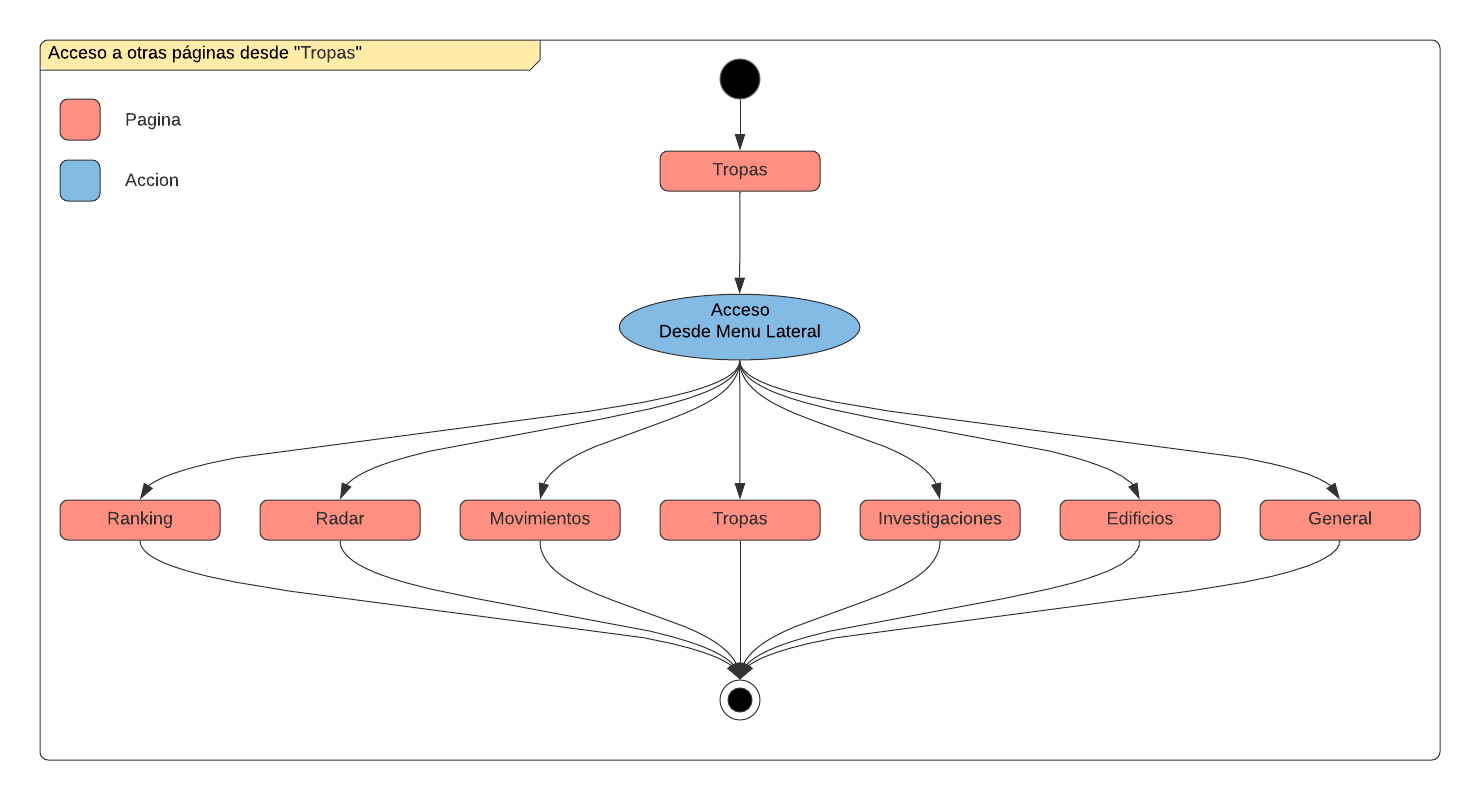 Acceso a otras páginas desde "Tropas"
Pagina
Accion
Tropas
Acceso
Desde Menu Lateral
Ranking
Radar
Movimientos
Tropas
Investigaciones
Edificios
General